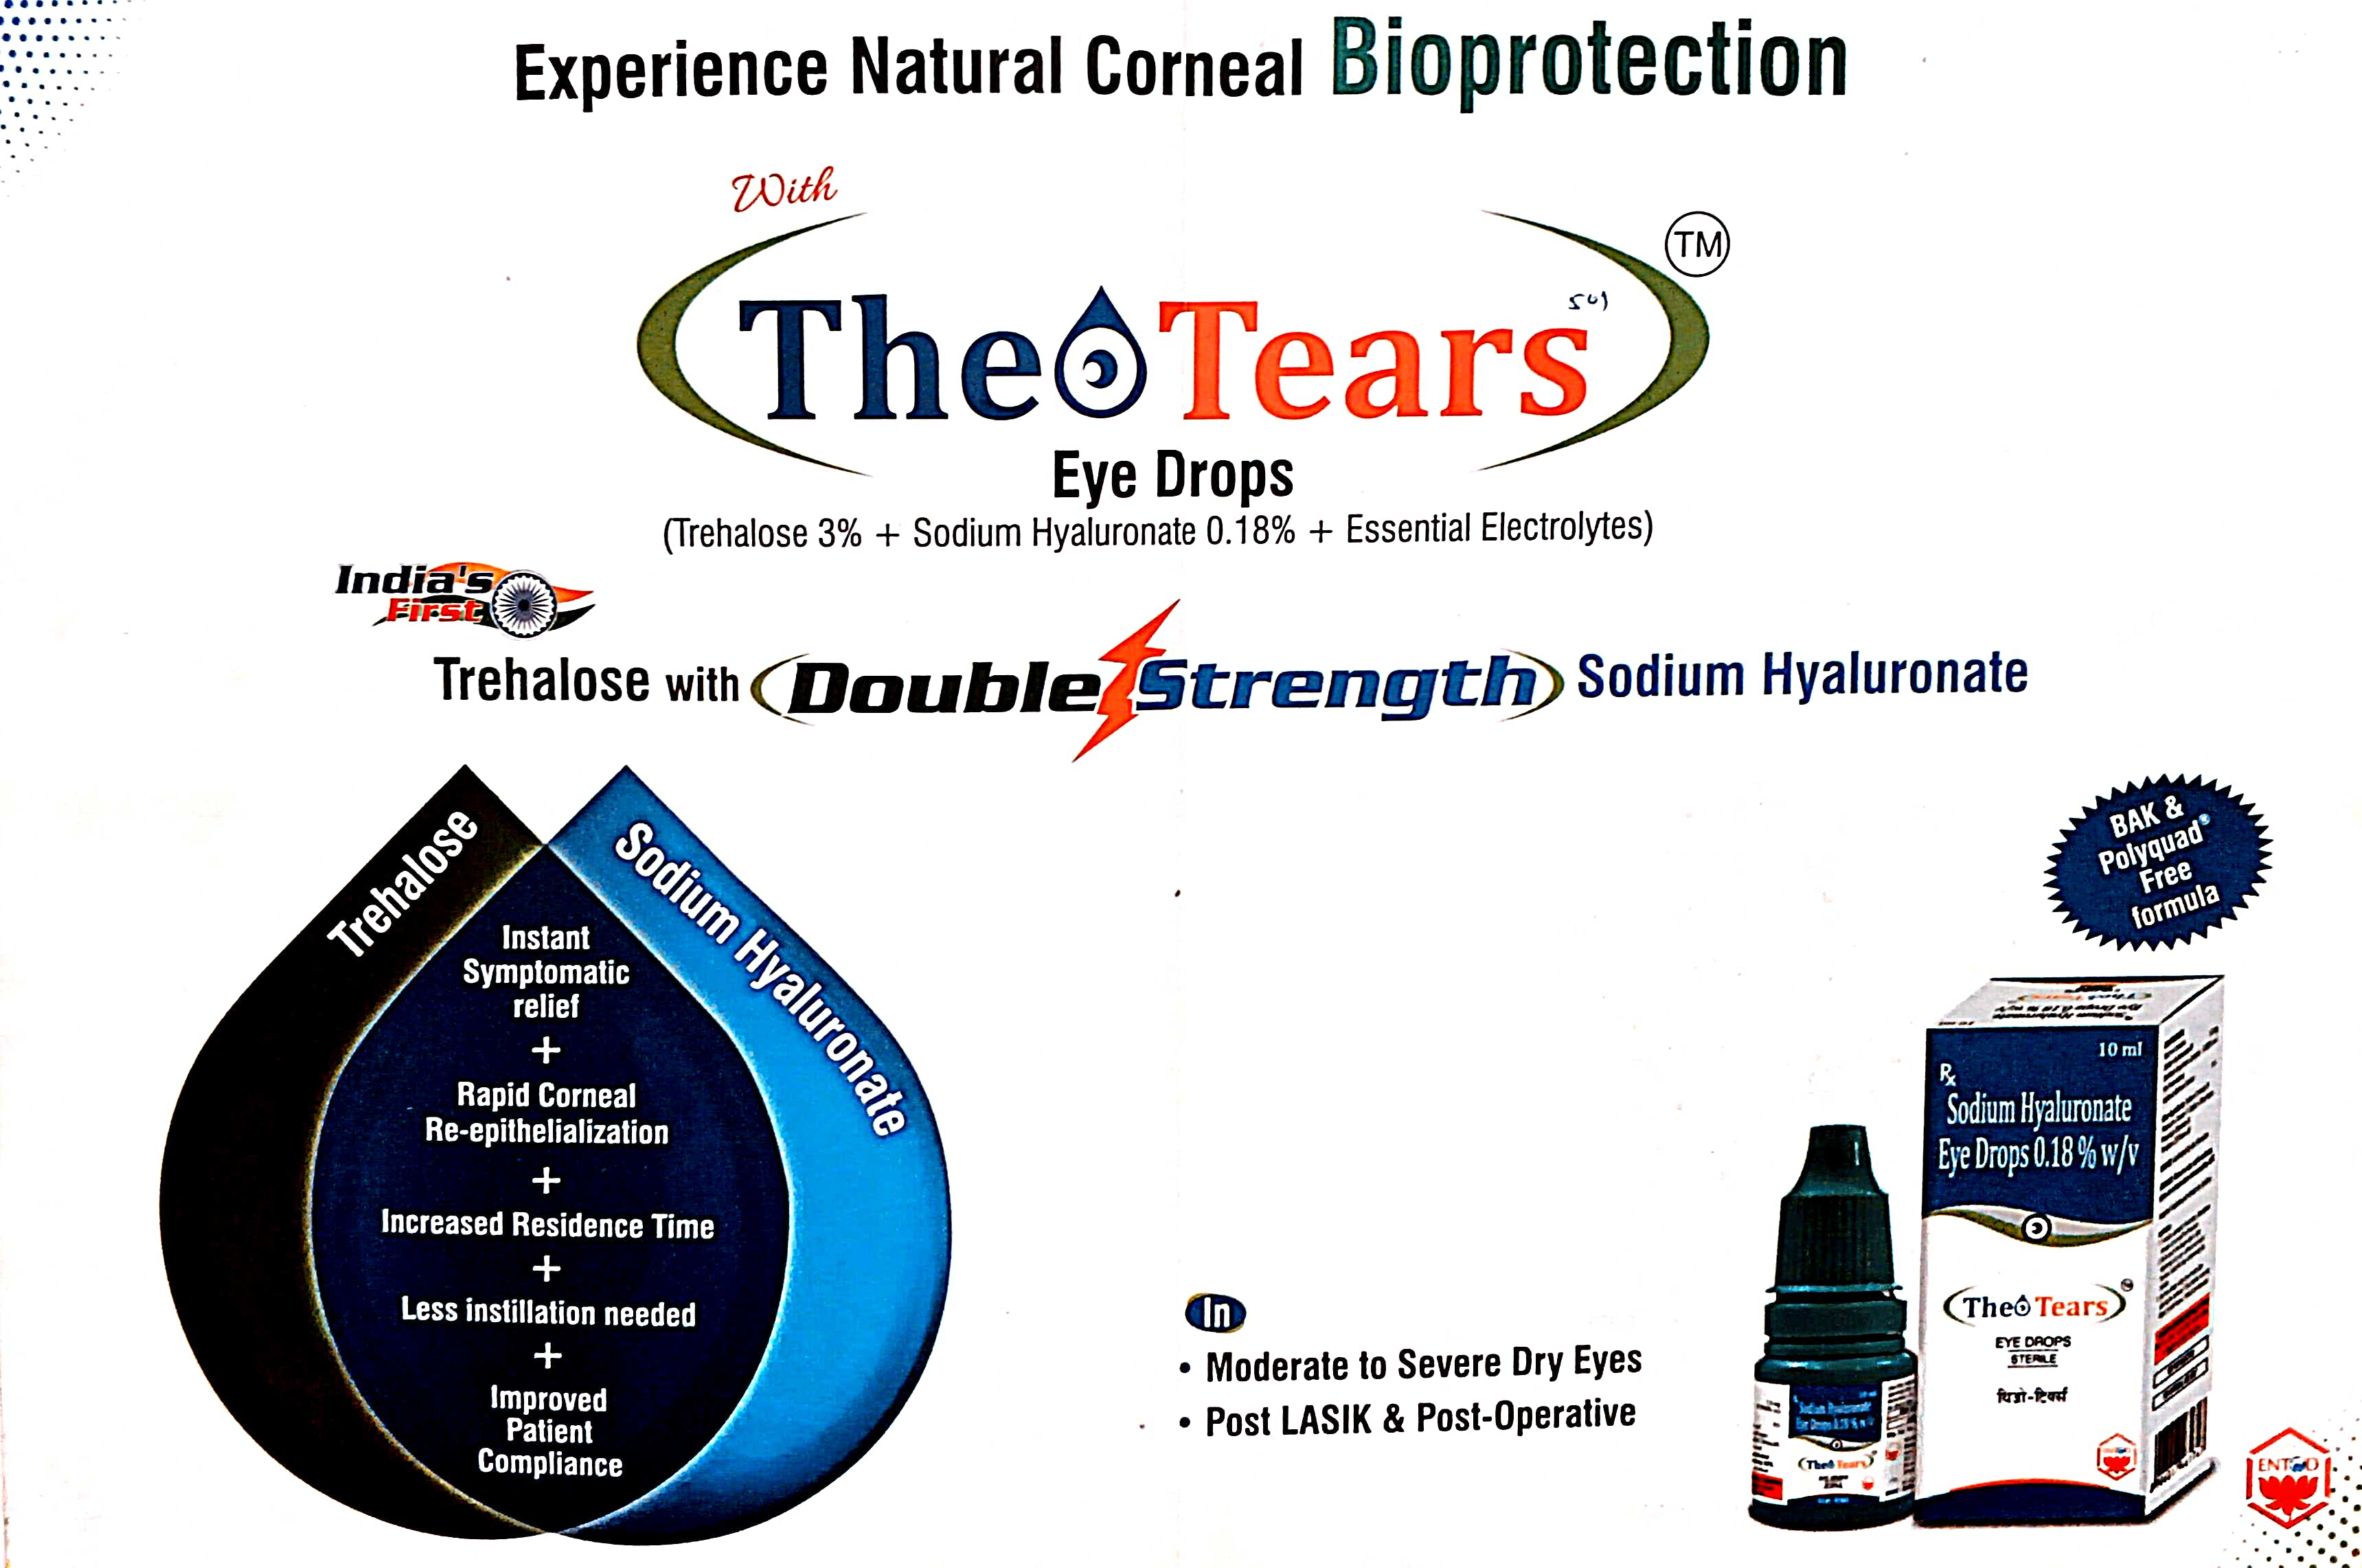 Experience Natural Corneal Bioprotection
With
TheoTears
TM
Eye Drops
(Trehalose 3% + Sodium Hyaluronate 0.18% + Essential Electrolytes)
India's
First
Trehalose with Double Strength Sodium Hyaluronate
Trehalose
Sodium Hyaluronate
Instant
Symptomatic
relief
+
Rapid Corneal
Re-epithelialization
+
Increased Residence Time
+
Less instillation needed
+
Improved
Patient
Compliance
In
• Moderate to Severe Dry Eyes
• Post LASIK & Post-Operative
BAK &
Polyquad®
Free
formula
10 ml
Rx
Sodium Hyaluronate
Eye Drops 0.18% w/v
TheoTears
EYE DROPS
STERILE
थिओ-टियर्स
TheoTears
ENTOD